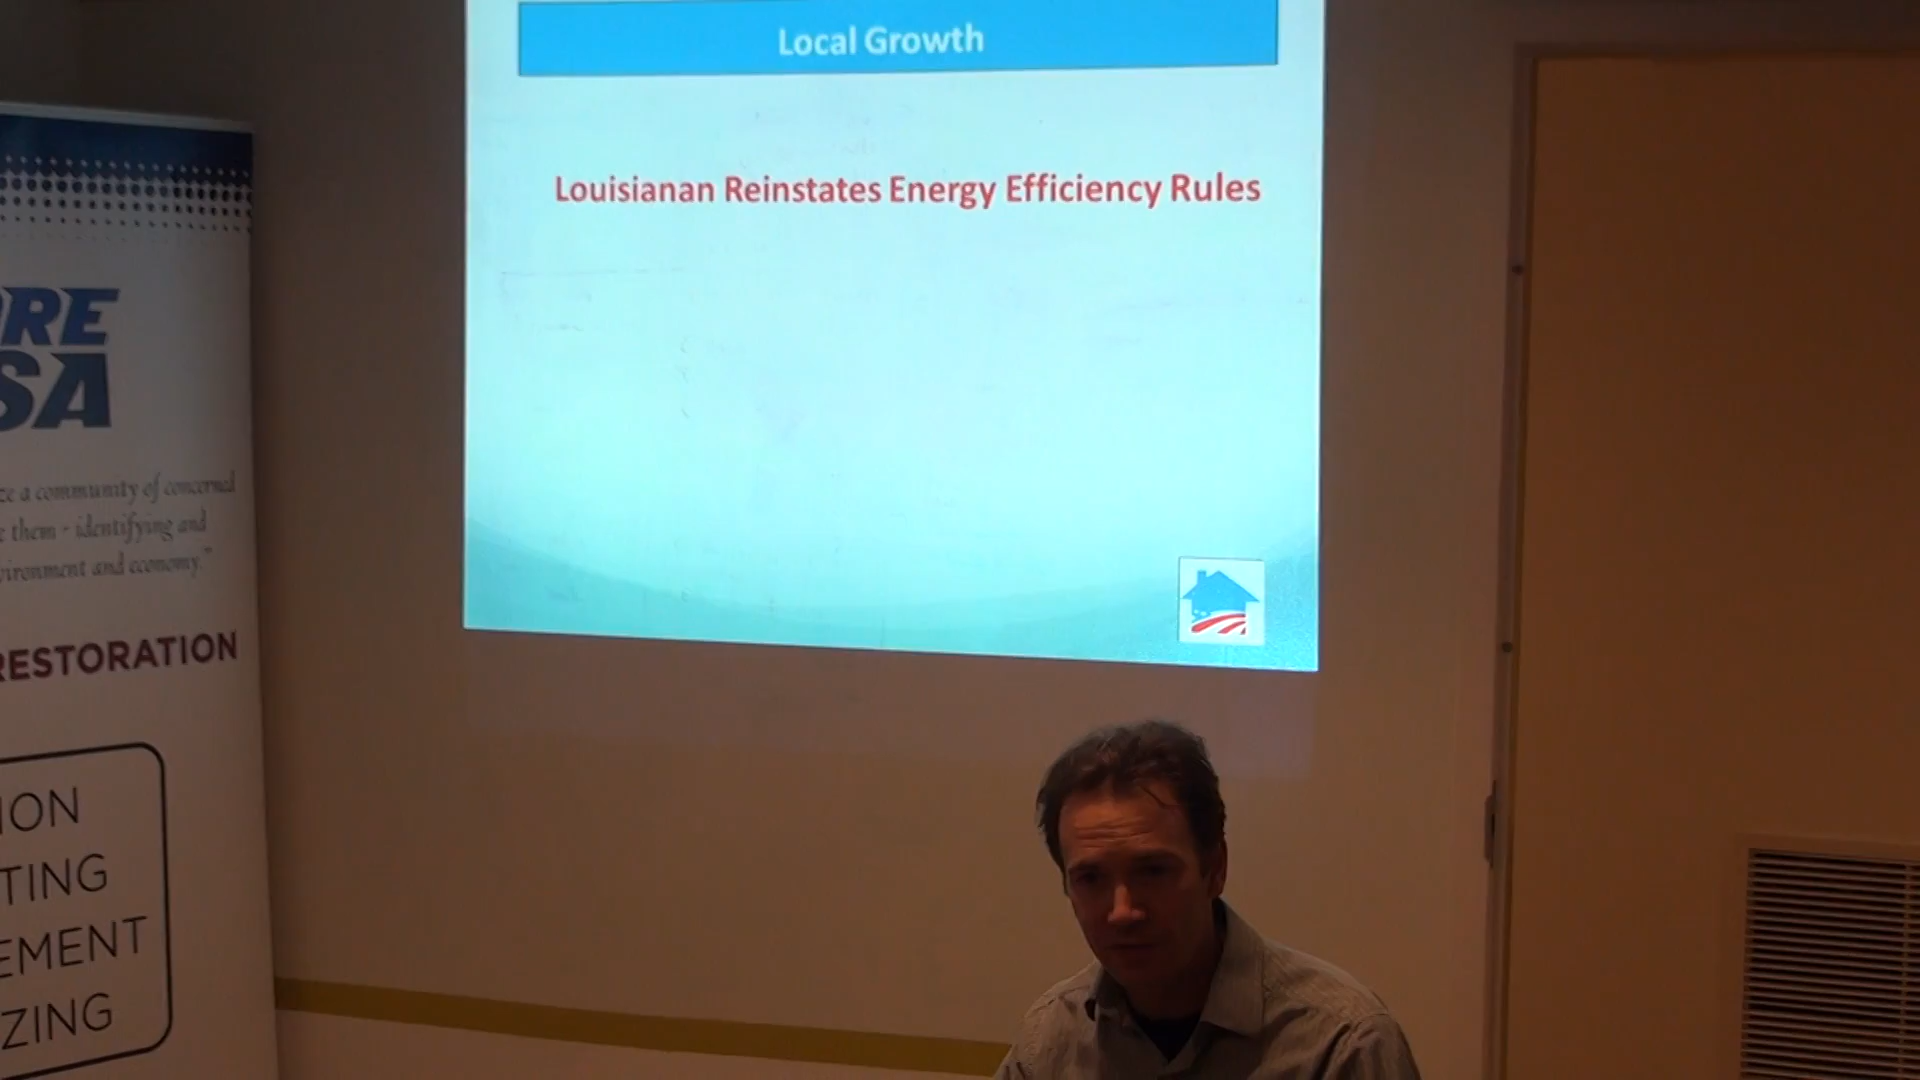 Local Growth
Louisianan Reinstates Energy Efficiency Rules
RE
SA
a community of concerned
them - identifying and
and economy."
RESTORATION
ION
TING
EMENT
ZING